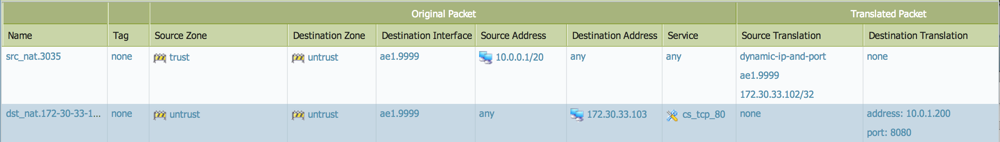 Original Packet Translated Packet
Name Tag Source Zone Destination Zone Destination Interface Source Address Destination Address Service Source Translation Destination Translation
src_nat.3035 none trust untrust ae1.9999 10.0.0.1/20 any any dynamic-ip-and-port none
ae1.9999
172.30.33.102/32
dst_nat.172-30-33-1... none untrust untrust ae1.9999 any 172.30.33.103 cs_tcp_80 none address: 10.0.1.200
port: 8080